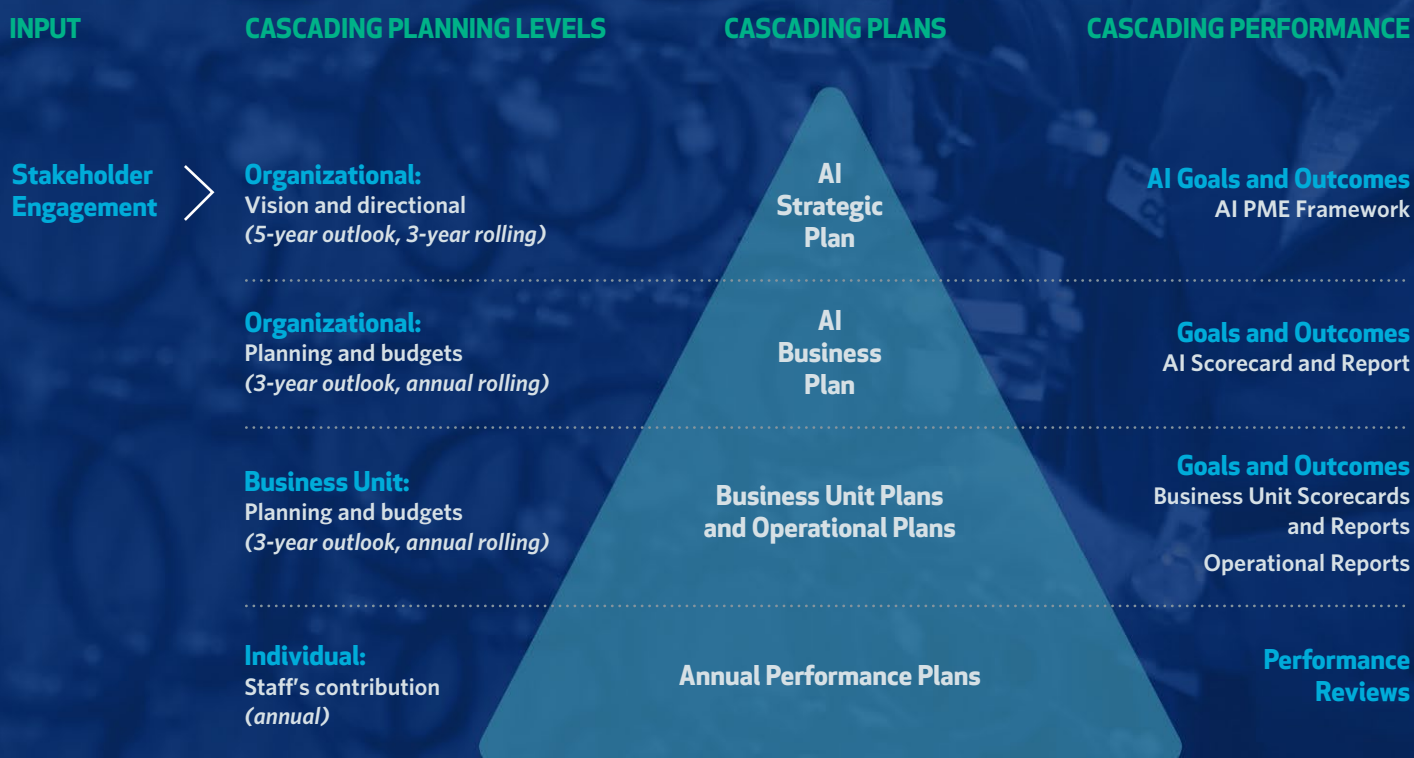 INPUT
CASCADING PLANNING LEVELS
CASCADING PLANS
CASCADING PERFORMANCE
Stakeholder
Engagement
Organizational:
Vision and directional
(5-year outlook, 3-year rolling)
AI
Strategic
Plan
AI Goals and Outcomes
AI PME Framework
Organizational:
Planning and budgets
(3-year outlook, annual rolling)
AI
Business
Plan
Goals and Outcomes
AI Scorecard and Report
Business Unit:
Planning and budgets
(3-year outlook, annual rolling)
Business Unit Plans
and Operational Plans
Goals and Outcomes
Business Unit Scorecards
and Reports
Operational Reports
Individual:
Staff's contribution
(annual)
Annual Performance Plans
Performance
Reviews